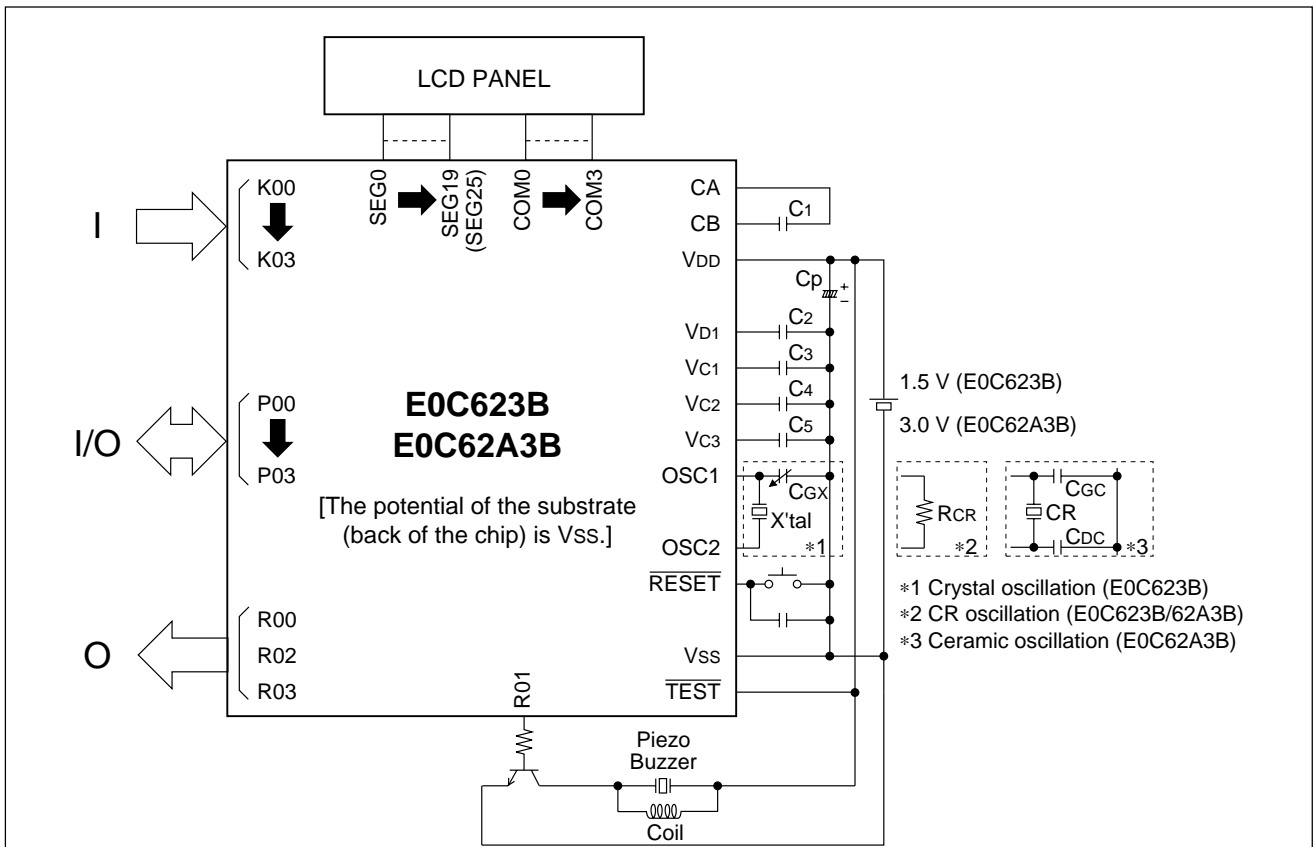 LCD PANEL
SEG0
SEG19
(SEG25)
COM0
COM3
I
K00
K03
I/O
P00
P03
O
R00
R02
R03
R01
E0C623B
E0C62A3B
[The potential of the substrate
(back of the chip) is VSS.]
CA
CB
VDD
VD1
VC1
VC2
VC3
OSC1
OSC2
RESET
VSS
TEST
C1
Cp
+
–
C2
C3
C4
C5
CGX
X'tal
*1
1.5 V (E0C623B)
3.0 V (E0C62A3B)
RCR
*2
CGC
CR
CDC
*3
*1 Crystal oscillation (E0C623B)
*2 CR oscillation (E0C623B/62A3B)
*3 Ceramic oscillation (E0C62A3B)
Piezo
Buzzer
Coil